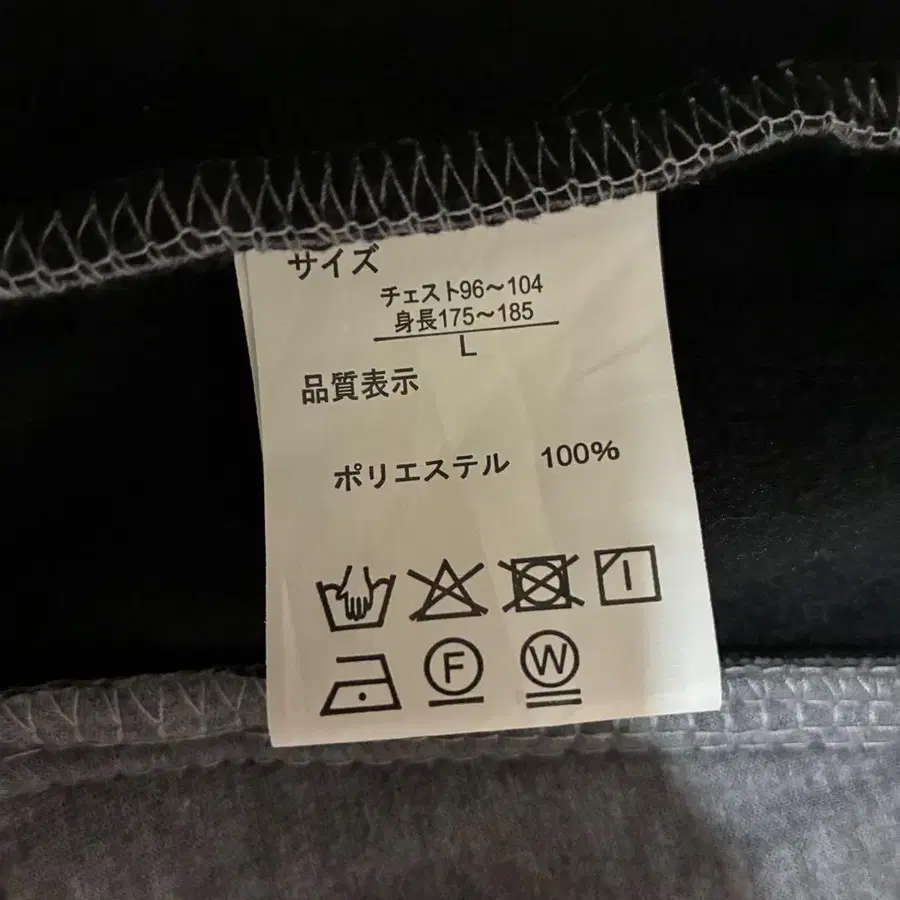 サイズ
チェスト96～104
身長175～185
L
品質表示
ポリエステル 100%
F
W